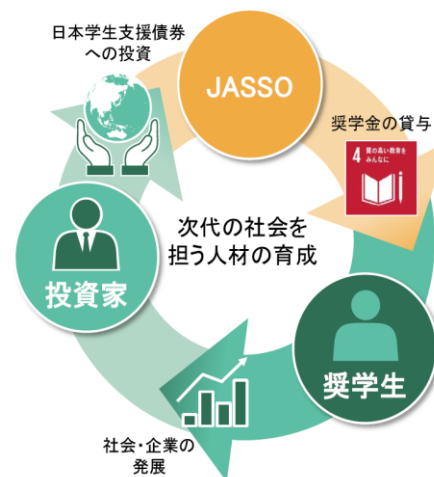 日本学生支援債券
への投資
JASSO
奨学金の貸与
4 質の高い教育を
みんなに
次代の社会を
担う人材の育成
投資家
奨学生
社会・企業の
発展